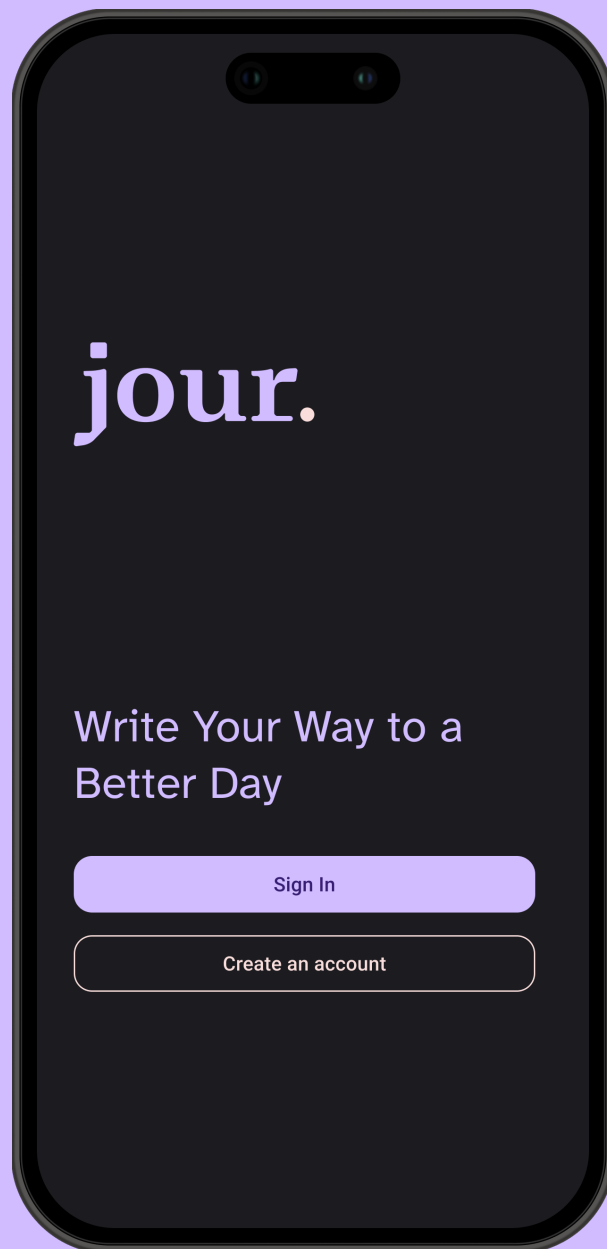 jour.
Write Your Way to a
Better Day
Sign In
Create an account